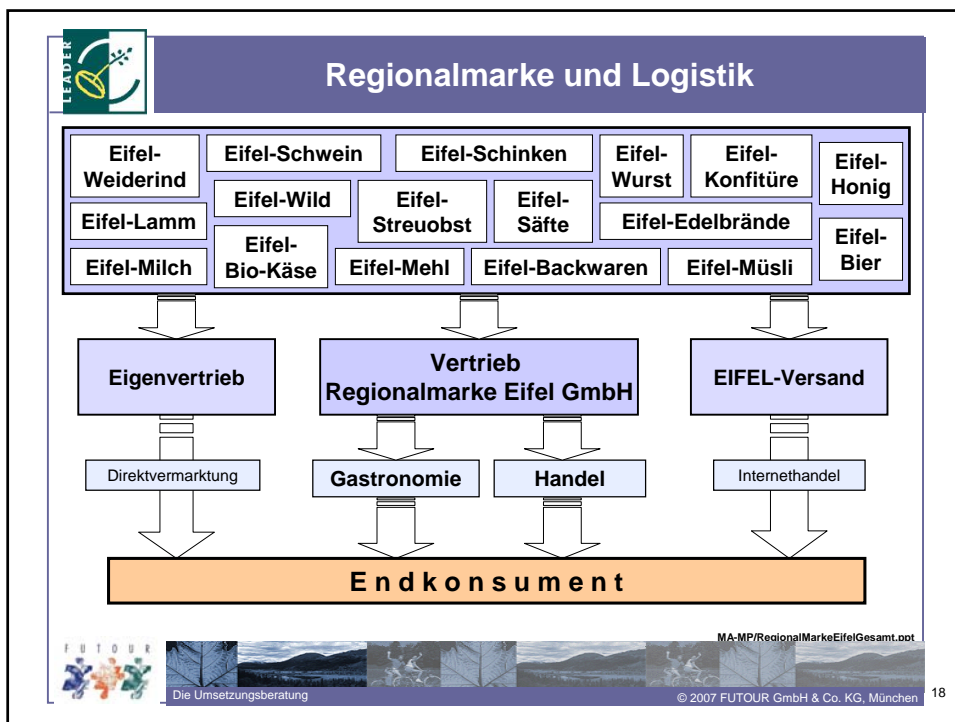 LEADER
Regionalmarke und Logistik
Eifel-
Weiderind
Eifel-Schwein
Eifel-Schinken
Eifel-
Wurst
Eifel-
Konfitüre
Eifel-
Honig
Eifel-Lamm
Eifel-Wild
Eifel-
Streuobst
Eifel-
Säfte
Eifel-Edelbrände
Eifel-
Bier
Eifel-Milch
Eifel-
Bio-Käse
Eifel-Mehl
Eifel-Backwaren
Eifel-Müsli
Eigenvertrieb
Vertrieb
Regionalmarke Eifel GmbH
EIFEL-Versand
Direktvermarktung
Gastronomie
Handel
Internethandel
Endkonsument
MA-MP/RegionalMarkeEifelGesamt.ppt
FUTOUR
Die Umsetzungsberatung
© 2007 FUTOUR GmbH & Co. KG, München
18